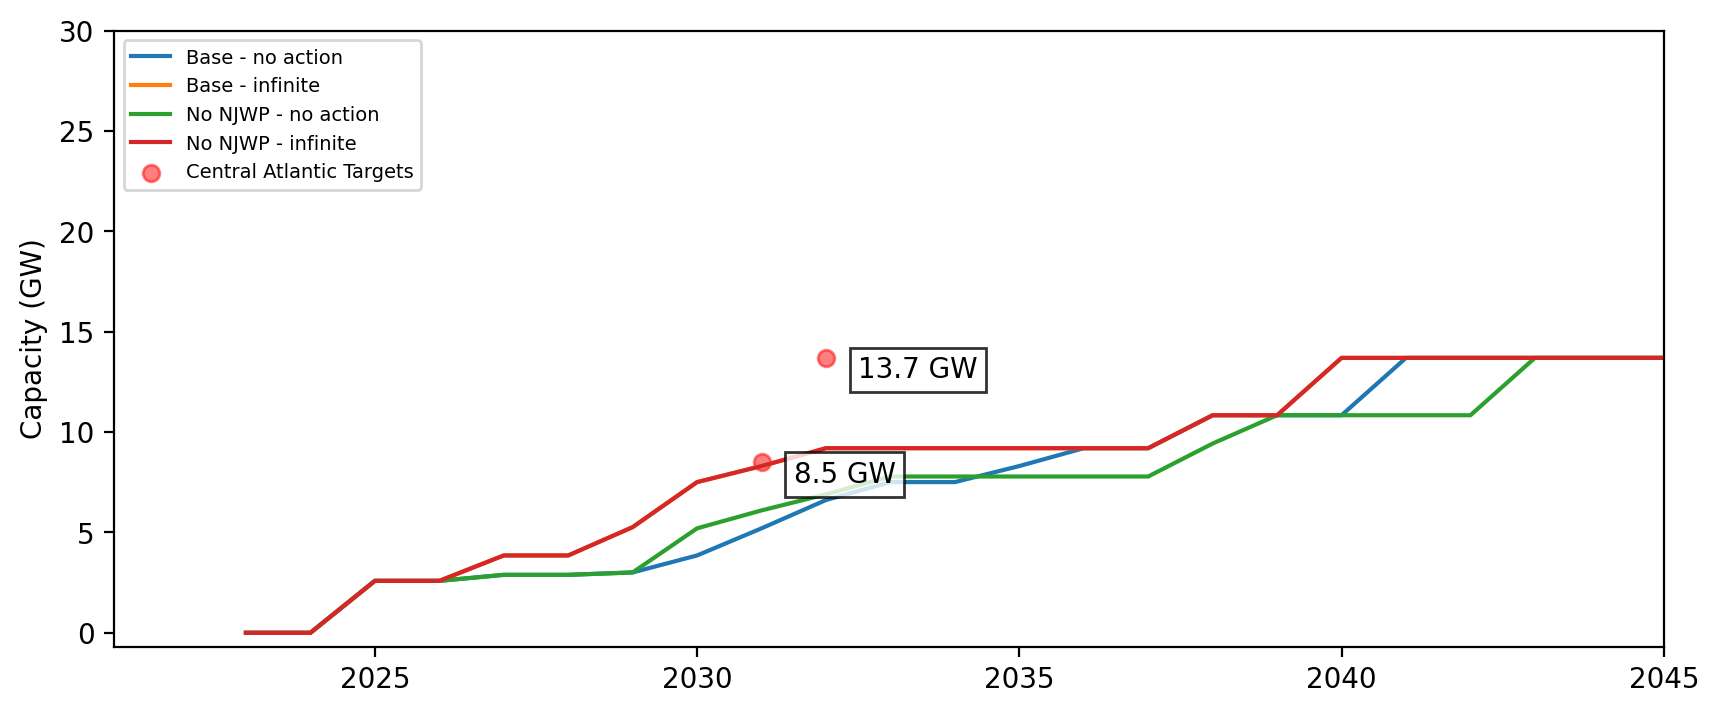 30
25
20
15
10
5
0
Capacity (GW)
Base - no action
Base - infinite
No NJWP - no action
No NJWP - infinite
Central Atlantic Targets
13.7 GW
8.5 GW
2025 2030 2035 2040 2045